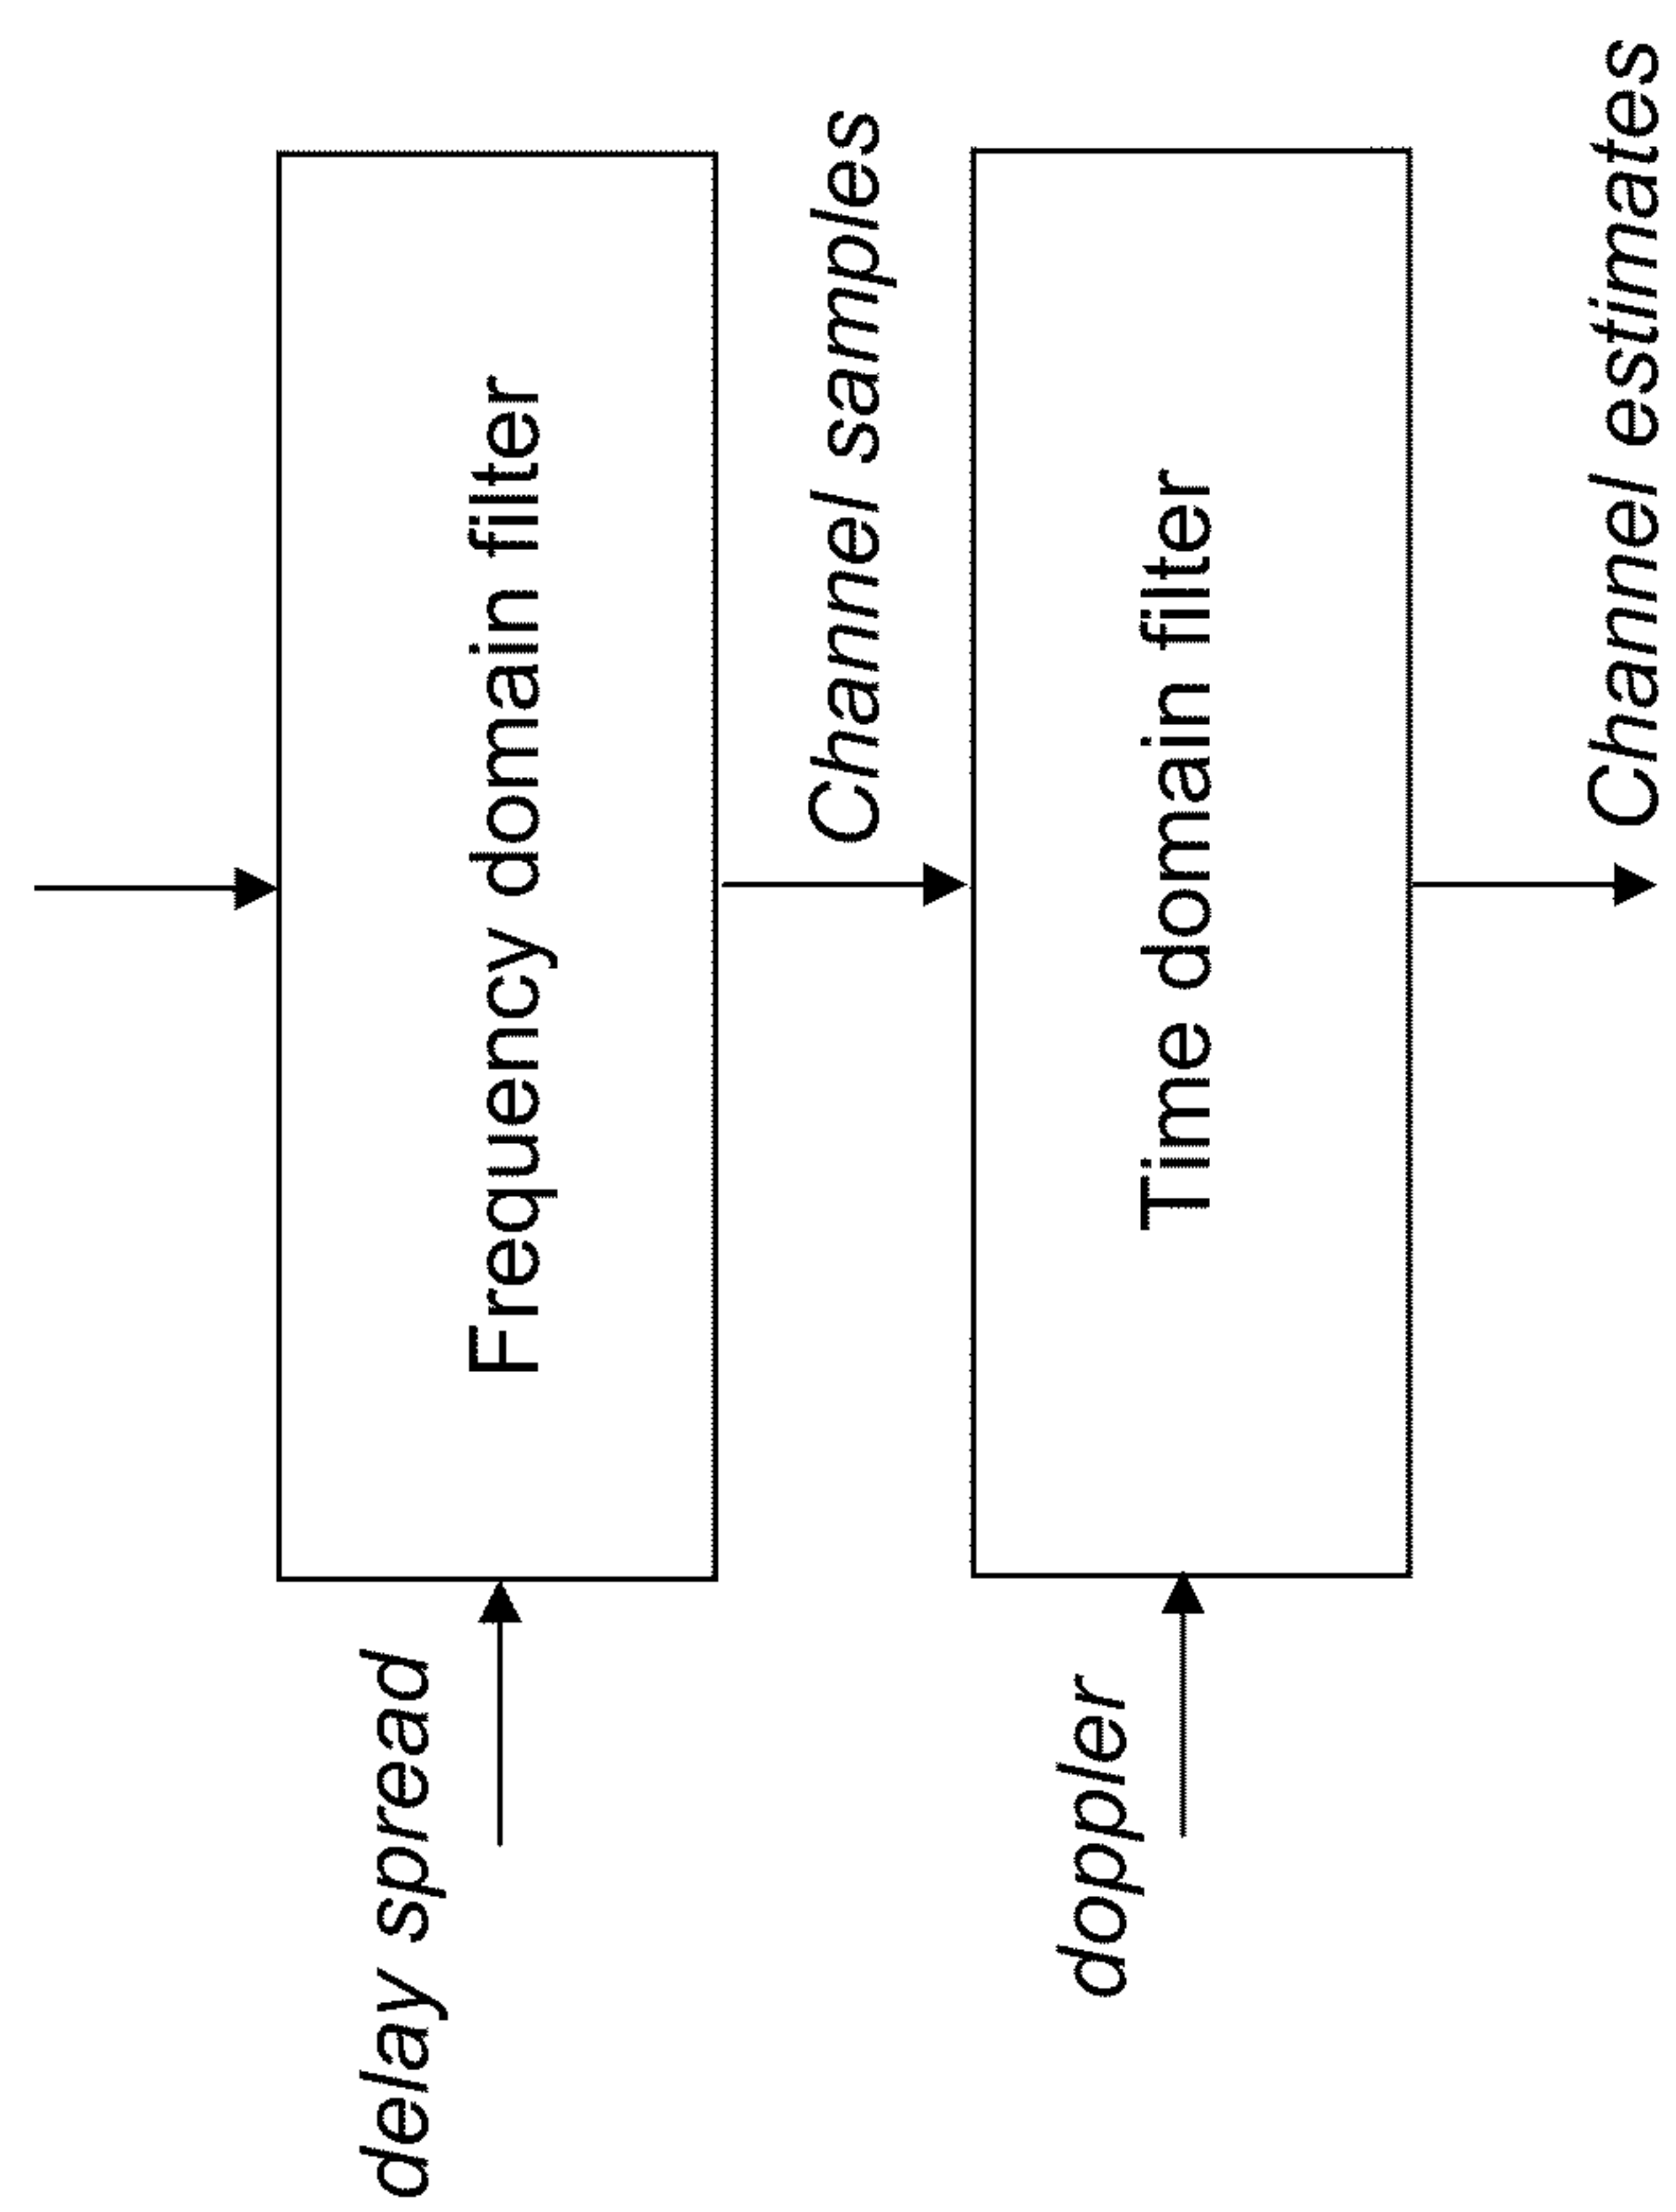 delay spread
Frequency domain filter
Channel samples
doppler
Time domain filter
Channel estimates